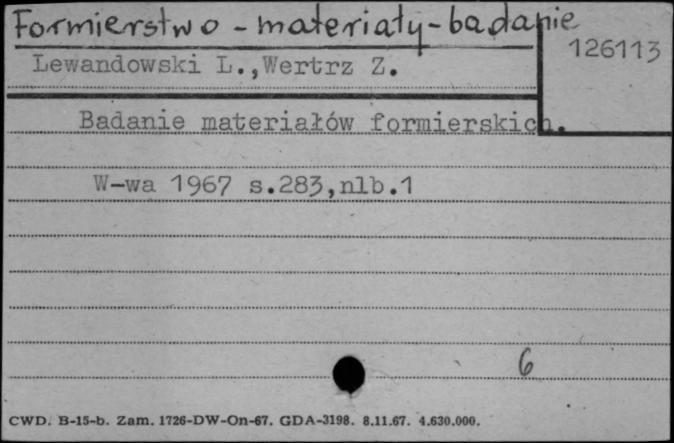 Formierstwo - materiały - badanie
126113
Lewandowski L.,Wertrz Z.
Badanie materiałów formierskich.
W-wa 1967 s.283,nlb.1
6
CWD. B-15-b. Zam. 1726-DW-On-67. GDA-3198. 8.11.67. 4.630.000.